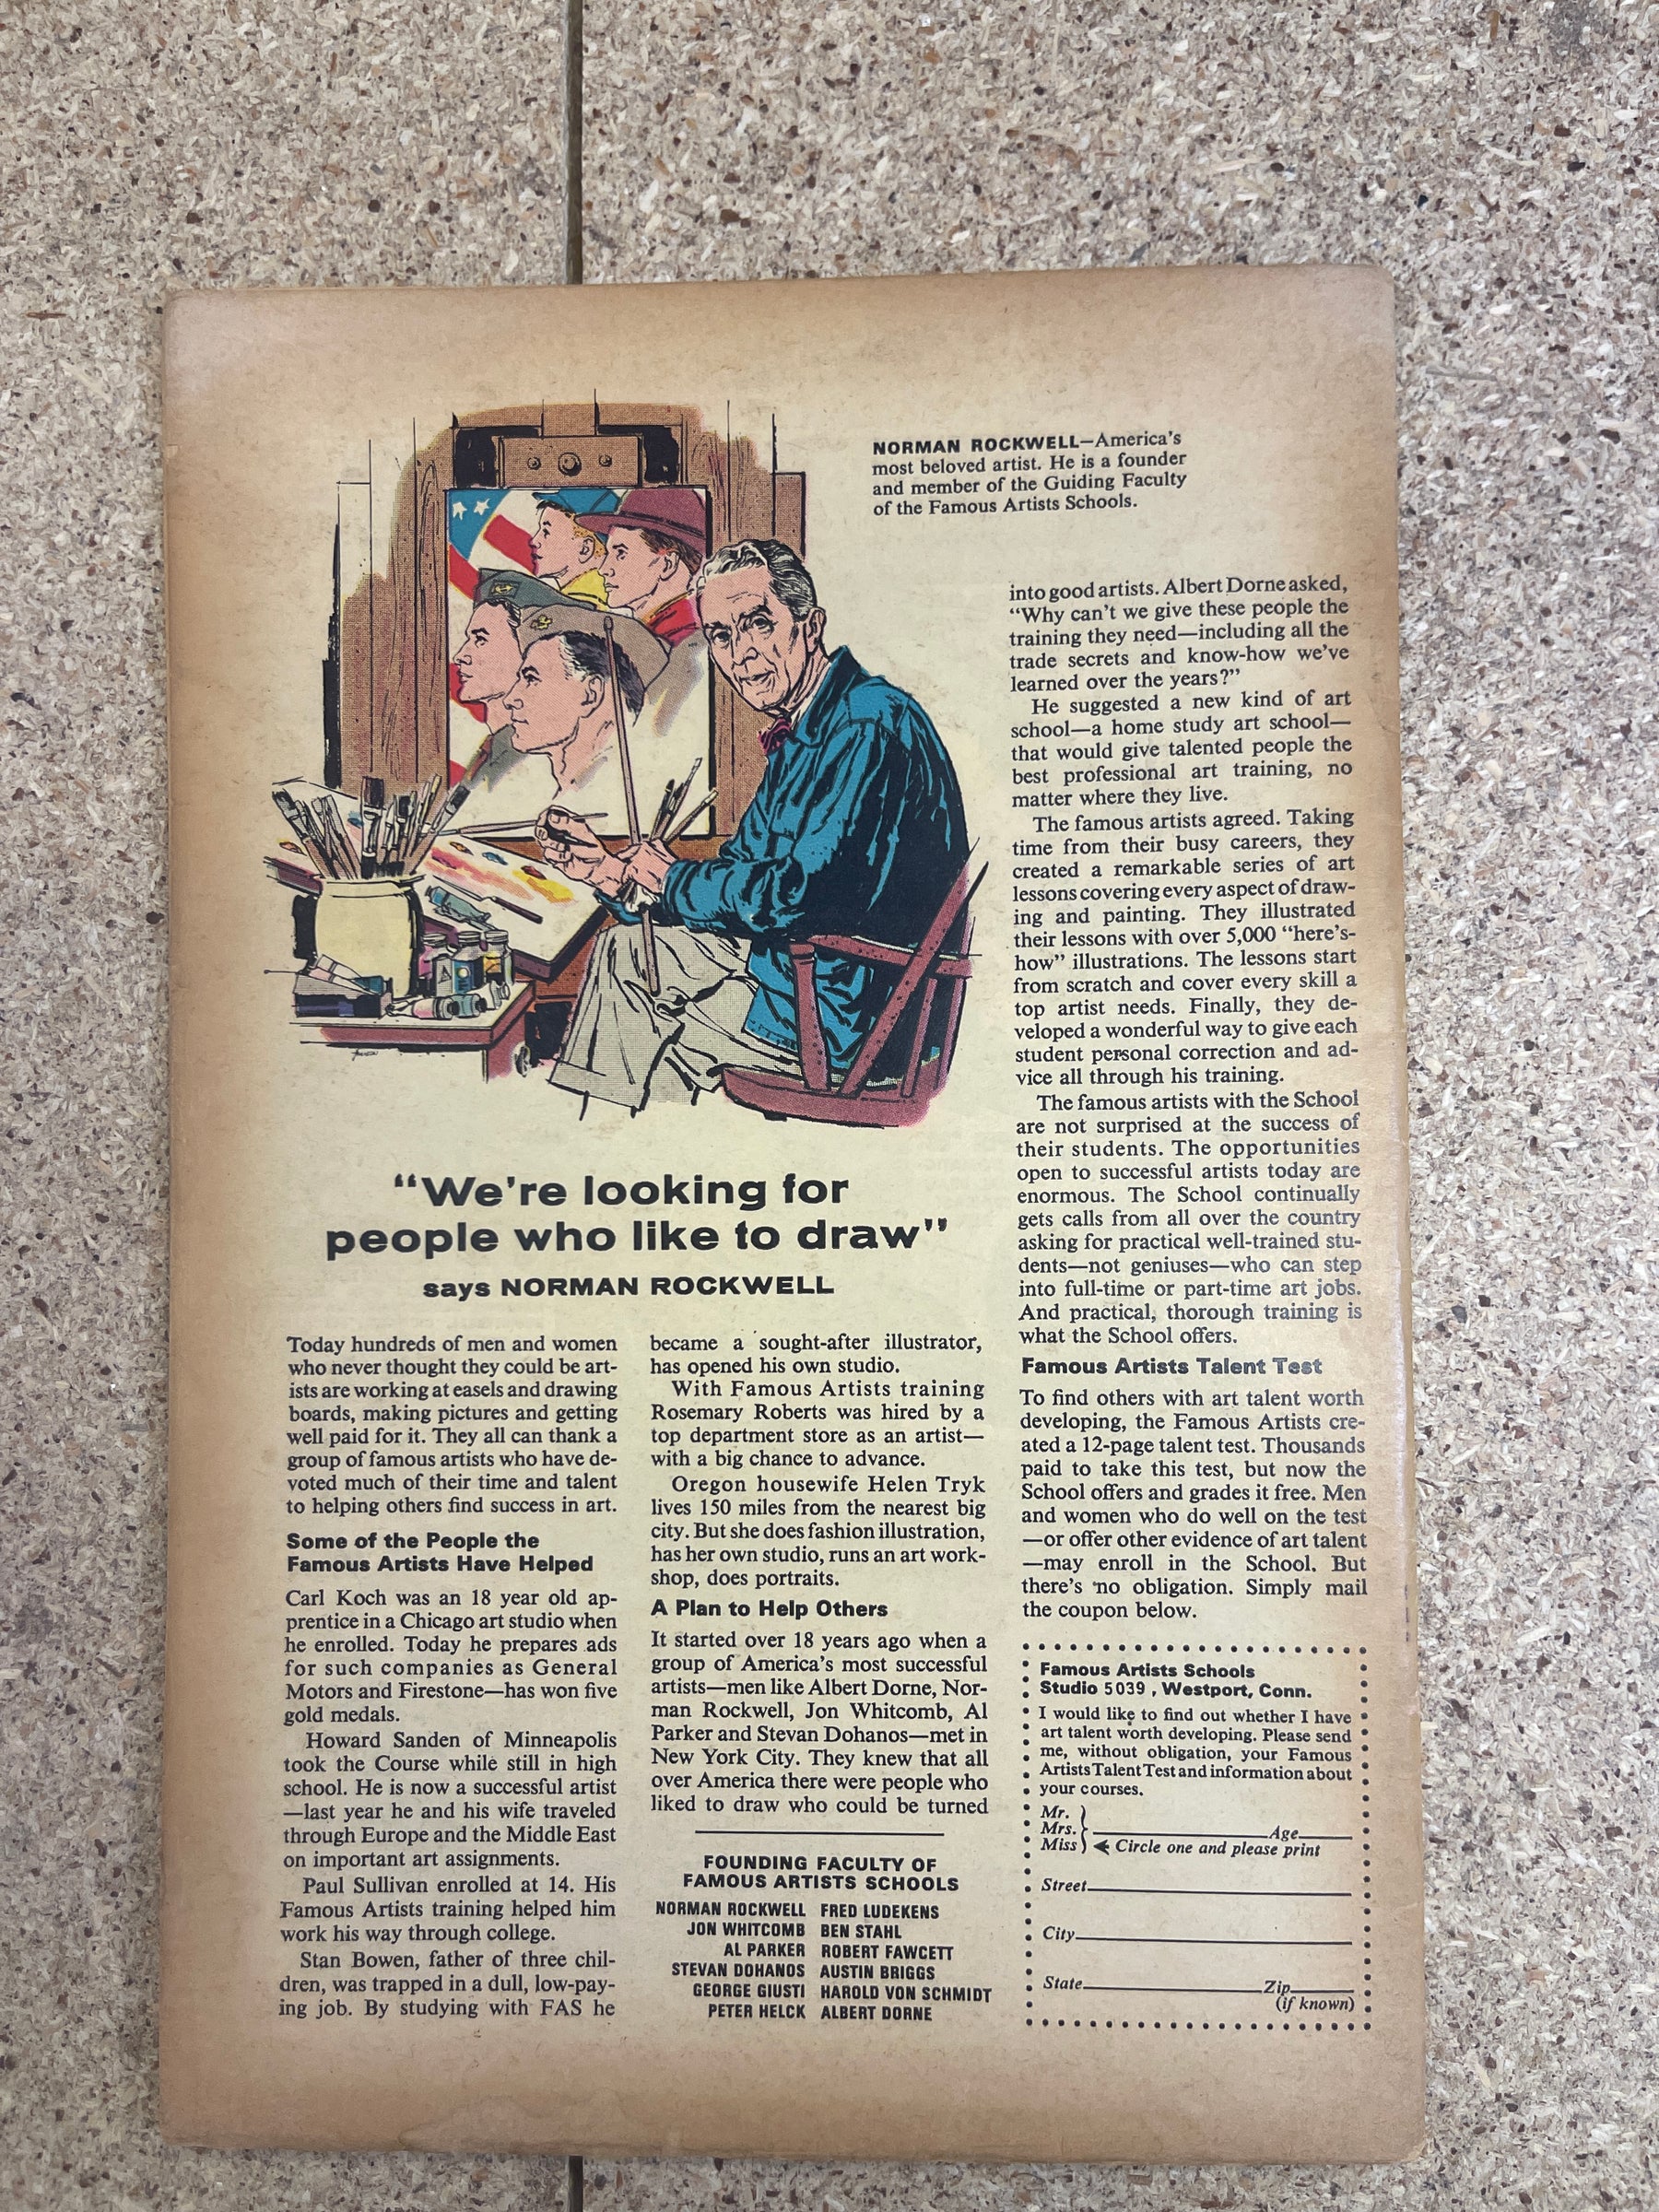 NORMAN ROCKWELL—America's
most beloved artist. He is a founder
and member of the Guiding Faculty
of the Famous Artists Schools.
"We're looking for
people who like to draw"
says NORMAN ROCKWELL
Today hundreds of men and women
who never thought they could be art-
ists are working at easels and drawing
boards, making pictures and getting
well paid for it. They all can thank a
group of famous artists who have de-
voted much of their time and talent
to helping others find success in art.
Some of the People the
Famous Artists Have Helped
Carl Koch was an 18 year old ap-
prentice in a Chicago art studio when
he enrolled. Today he prepares ads
for such companies as General
Motors and Firestone—has won five
gold medals.
Howard Sanden of Minneapolis
took the Course while still in high
school. He is now a successful artist
—last year he and his wife traveled
through Europe and the Middle East
on important art assignments.
Paul Sullivan enrolled at 14. His
Famous Artists training helped him
work his way through college.
Stan Bowen, father of three chil-
dren, was trapped in a dull, low-pay-
ing job. By studying with FAS he
became a sought-after illustrator,
has opened his own studio.
With Famous Artists training
Rosemary Roberts was hired by a
top department store as an artist—
with a big chance to advance.
Oregon housewife Helen Tryk
lives 150 miles from the nearest big
city. But she does fashion illustration,
has her own studio, runs an art work-
shop, does portraits.
A Plan to Help Others
It started over 18 years ago when a
group of America's most successful
artists—men like Albert Dorne, Nor-
man Rockwell, Jon Whitcomb, Al
Parker and Stevan Dohanos—met in
New York City. They knew that all
over America there were people who
liked to draw who could be turned
FOUNDING FACULTY OF
FAMOUS ARTISTS SCHOOLS
NORMAN ROCKWELL FRED LUDEKENS
JON WHITCOMB BEN STAHL
AL PARKER ROBERT FAWCETT
STEVAN DOHANOS AUSTIN BRIGGS
GEORGE GIUSTI HAROLD VON SCHMIDT
PETER HELCK ALBERT DORNE
into good artists. Albert Dorne asked,
"Why can't we give these people the
training they need—including all the
trade secrets and know-how we've
learned over the years?"
He suggested a new kind of art
school—a home study art school—
that would give talented people the
best professional art training, no
matter where they live.
The famous artists agreed. Taking
time from their busy careers, they
created a remarkable series of art
lessons covering every aspect of draw-
ing and painting. They illustrated
their lessons with over 5,000 "here's-
how" illustrations. The lessons start
from scratch and cover every skill a
top artist needs. Finally, they de-
veloped a wonderful way to give each
student personal correction and ad-
vice all through his training.
The famous artists with the School
are not surprised at the success of
their students. The opportunities
open to successful artists today are
enormous. The School continually
gets calls from all over the country
asking for practical well-trained stu-
dents—not geniuses—who can step
into full-time or part-time art jobs.
And practical, thorough training is
what the School offers.
Famous Artists Talent Test
To find others with art talent worth
developing, the Famous Artists cre-
ated a 12-page talent test. Thousands
paid to take this test, but now the
School offers and grades it free. Men
and women who do well on the test
—or offer other evidence of art talent
—may enroll in the School. But
there's no obligation. Simply mail
the coupon below.
Famous Artists Schools
Studio 5039, Westport, Conn.
I would like to find out whether I have
art talent worth developing. Please send
me, without obligation, your Famous
Artists Talent Test and information about
your courses.
Mr.
Mrs. Age
Miss Circle one and please print
Street
City
State Zip
(if known)